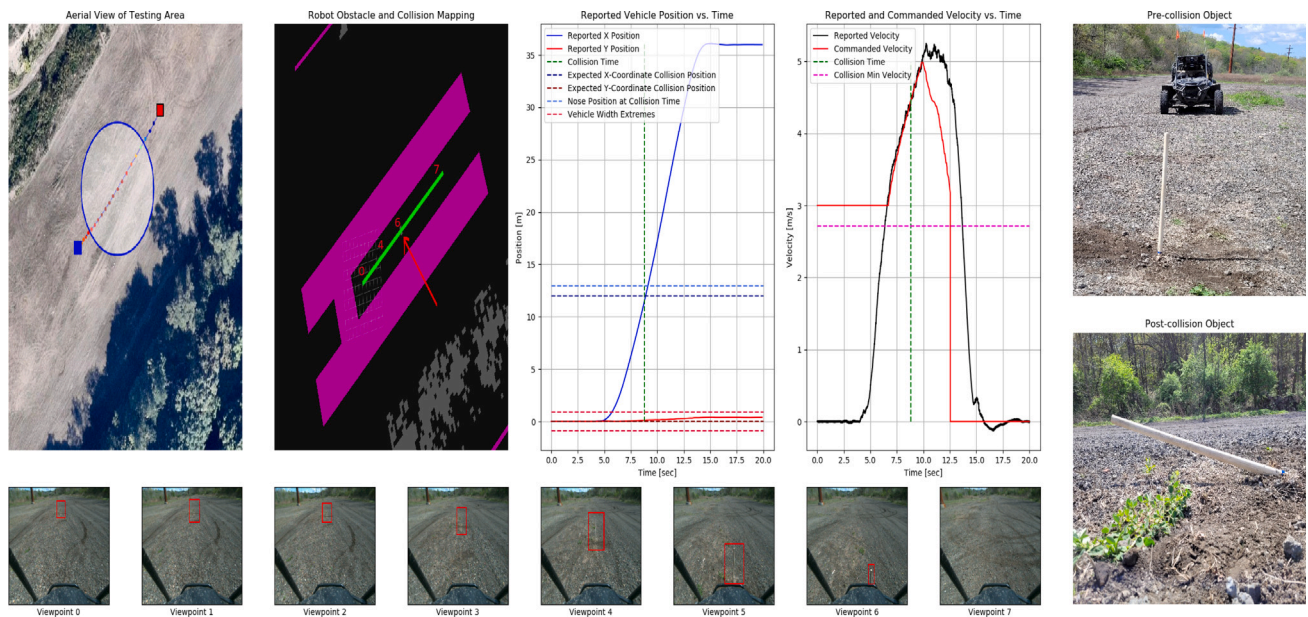 Aerial View of Testing Area
Robot Obstacle and Collision Mapping
7
6
4
0
Reported Vehicle Position vs. Time
Reported X Position
Reported Y Position
Collision Time
Expected X-Coordinate Collision Position
Expected Y-Coordinate Collision Position
Nose Position at Collision Time
Vehicle Width Extremes
Position [m]
35
30
25
20
15
10
5
0
0.0 2.5 5.0 7.5 10.0 12.5 15.0 17.5 20.0
Time [sec]
Reported and Commanded Velocity vs. Time
Reported Velocity
Commanded Velocity
Collision Time
Collision Min Velocity
Velocity [m/s]
5
4
3
2
1
0
0.0 2.5 5.0 7.5 10.0 12.5 15.0 17.5 20.0
Time [sec]
Pre-collision Object
Post-collision Object
Viewpoint 0
Viewpoint 1
Viewpoint 2
Viewpoint 3
Viewpoint 4
Viewpoint 5
Viewpoint 6
Viewpoint 7